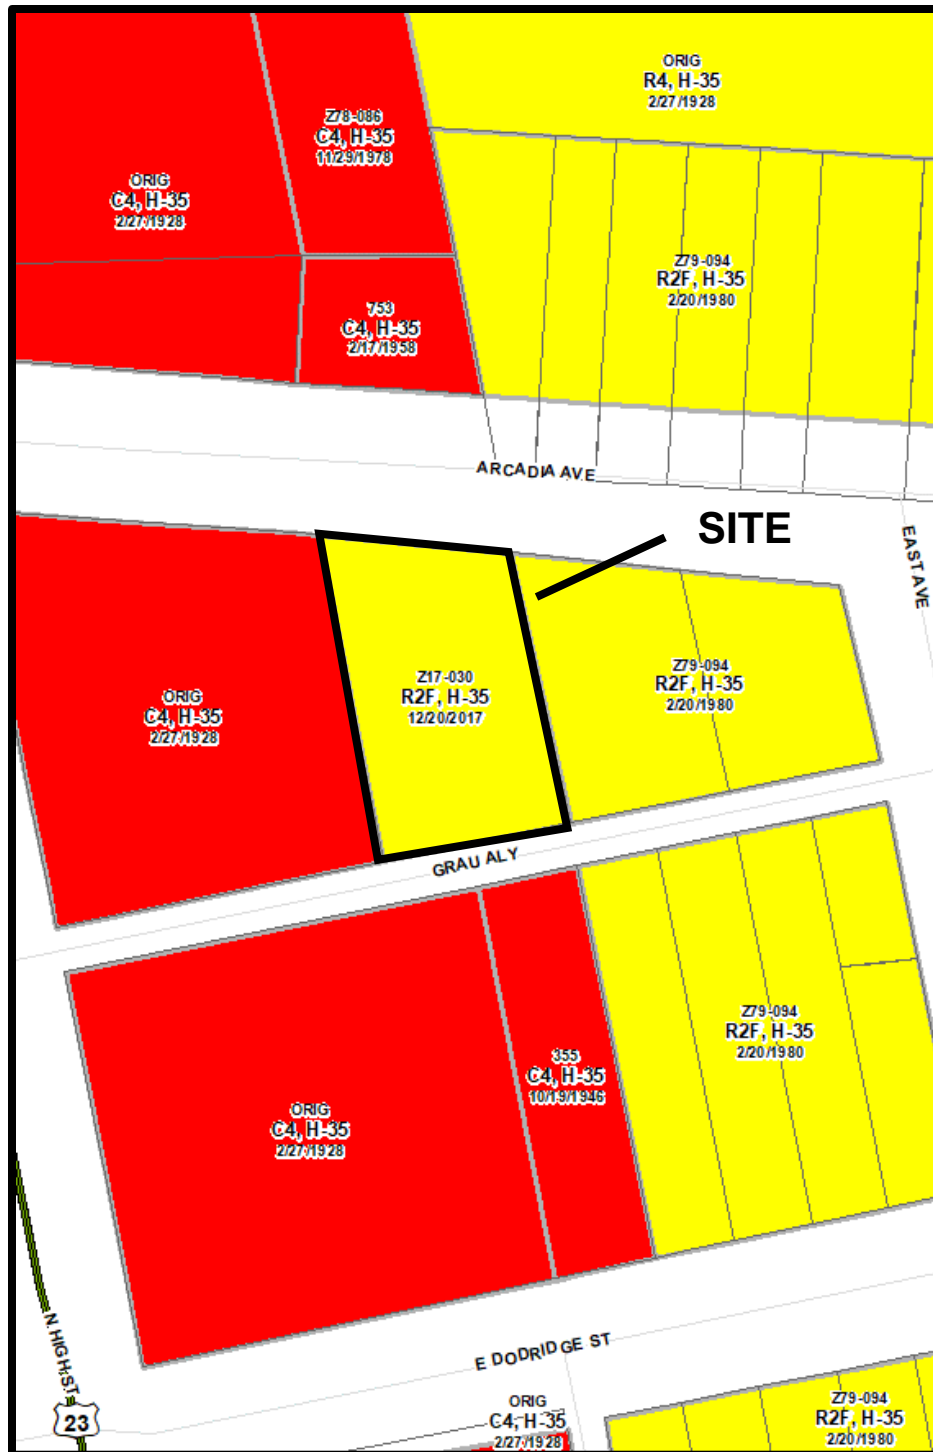 ORIG
R4, H-35
2/27/1928
Z78-086
C4, H-35
11/29/1978
ORIG
C4, H-35
2/27/1928
Z79-094
R2F, H-35
2/20/1980
753
C4, H-35
2/17/1958
ARCADIA AVE
SITE
EAST AVE
Z17-030
R2F, H-35
12/20/2017
Z79-094
R2F, H-35
2/20/1980
ORIG
C4, H-35
2/27/1928
GRAU ALY
Z79-094
R2F, H-35
2/20/1980
355
C4, H-35
10/19/1946
ORIG
C4, H-35
2/27/1928
N HIGH ST
23
E DODRIDGE ST
ORIG
C4, H-35
2/27/1928
Z79-094
R2F, H-35
2/20/1980